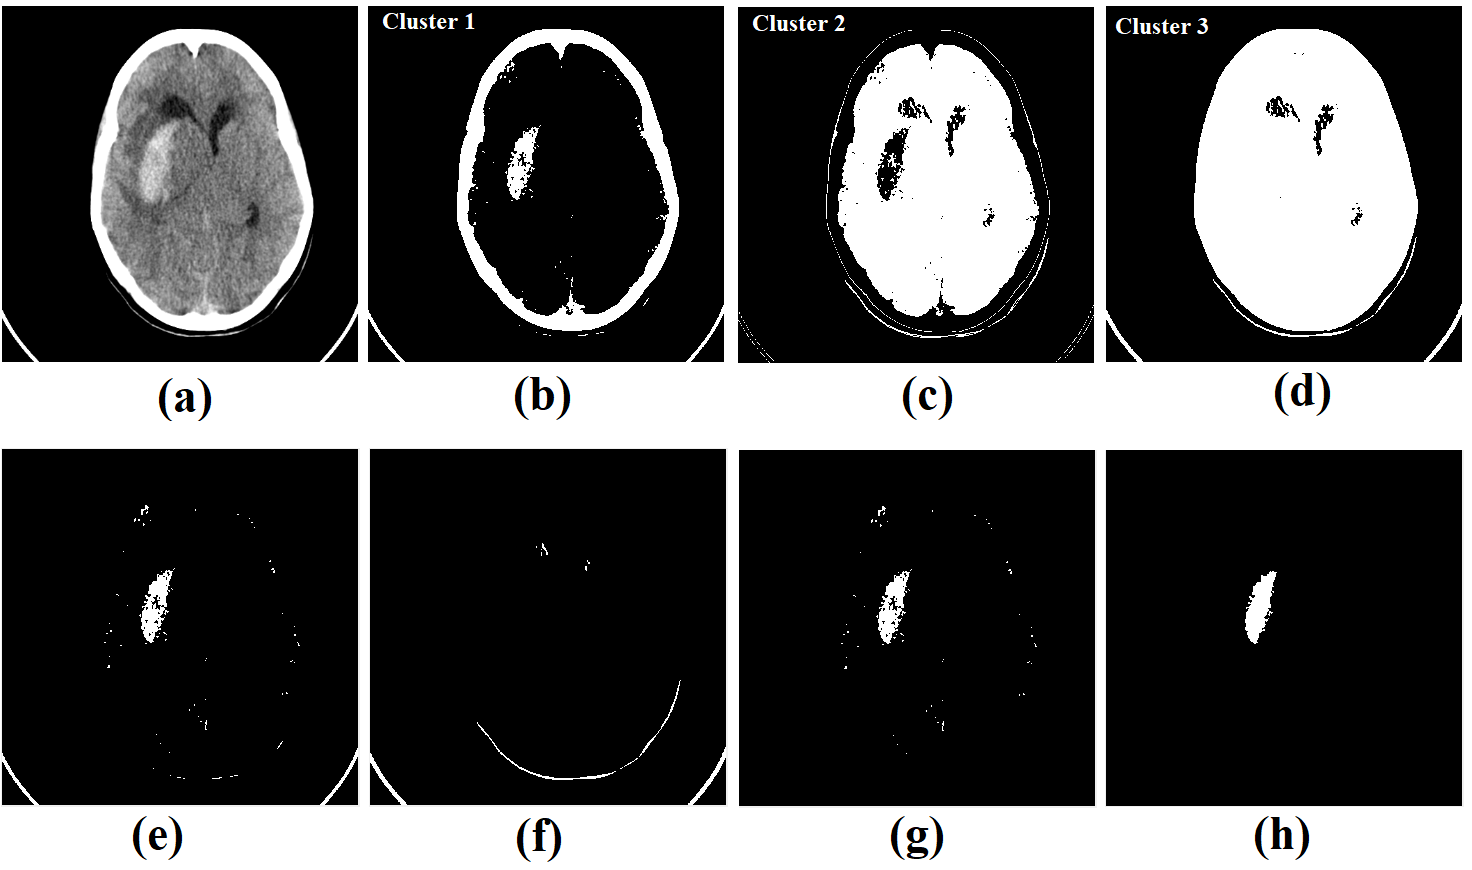 Cluster 1
Cluster 2
Cluster 3
(a)
(b)
(c)
(d)
(e)
(f)
(g)
(h)